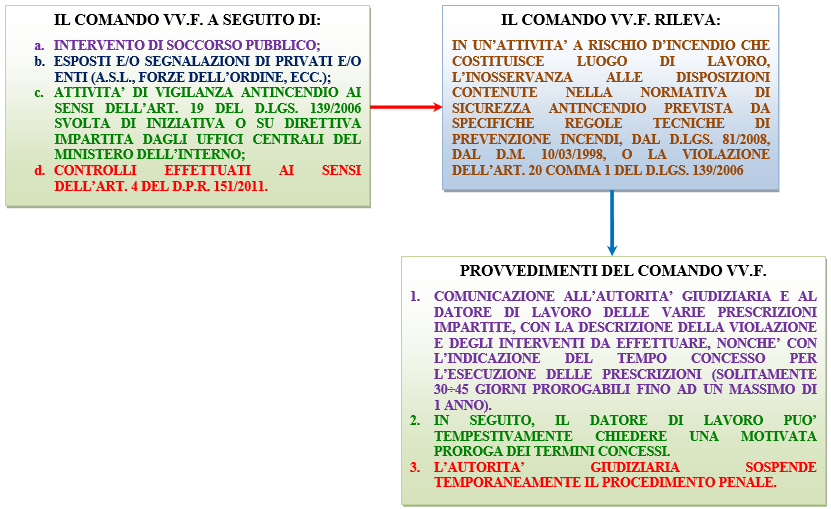 IL COMANDO VV.F. A SEGUITO DI:
a. INTERVENTO DI SOCCORSO PUBBLICO;
b. ESPOSTI E/O SEGNALAZIONI DI PRIVATI E/O
ENTI (A.S.L., FORZE DELL'ORDINE, ECC.);
c. ATTIVITA' DI VIGILANZA ANTINCENDIO AI
SENSI DELL'ART. 19 DEL D.LGS. 139/2006
SVOLTA DI INIZIATIVA O SU DIRETTIVA
IMPARTITA DAGLI UFFICI CENTRALI DEL
MINISTERO DELL'INTERNO;
d. CONTROLLI EFFETTUATI AI SENSI
DELL'ART. 4 DEL D.P.R. 151/2011.
IL COMANDO VV.F. RILEVA:
IN UN'ATTIVITA' A RISCHIO D'INCENDIO CHE
COSTITUISCE LUOGO DI LAVORO,
L'INOSSERVANZA ALLE DISPOSIZIONI
CONTENUTE NELLA NORMATIVA DI
SICUREZZA ANTINCENDIO PREVISTA DA
SPECIFICHE REGOLE TECNICHE DI
PREVENZIONE INCENDI, DAL D.LGS. 81/2008,
DAL D.M. 10/03/1998, O LA VIOLAZIONE
DELL'ART. 20 COMMA 1 DEL D.LGS. 139/2006
PROVVEDIMENTI DEL COMANDO VV.F.
1. COMUNICAZIONE ALL'AUTORITA' GIUDIZIARIA E AL
DATORE DI LAVORO DELLE VARIE PRESCRIZIONI
IMPARTITE, CON LA DESCRIZIONE DELLA VIOLAZIONE
E DEGLI INTERVENTI DA EFFETTUARE, NONCHE' CON
L'INDICAZIONE DEL TEMPO CONCESSO PER
L'ESECUZIONE DELLE PRESCRIZIONI (SOLITAMENTE
30÷45 GIORNI PROROGABILI FINO AD UN MASSIMO DI
1 ANNO).
2. IN SEGUITO, IL DATORE DI LAVORO PUO'
TEMPESTIVAMENTE CHIEDERE UNA MOTIVATA
PROROGA DEI TERMINI CONCESSI.
3. L'AUTORITA' GIUDIZIARIA SOSPENDE
TEMPORANEAMENTE IL PROCEDIMENTO PENALE.